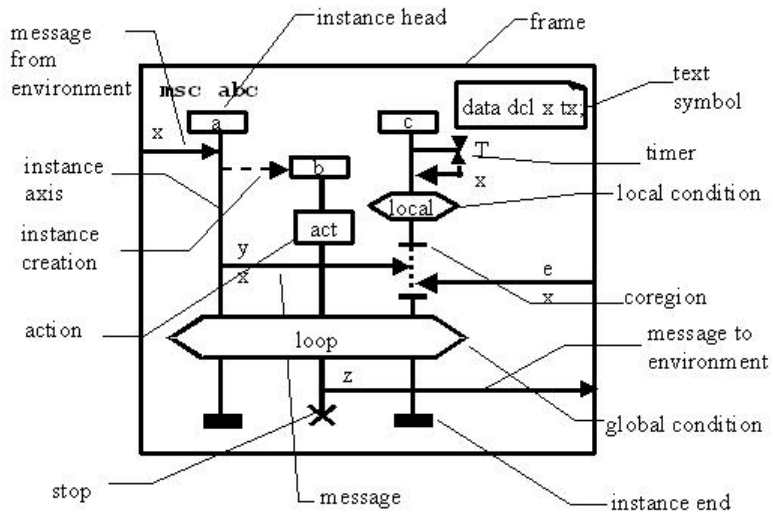 message
from
environment
instance head
frame
text
symbol
msc abc
data dcl x tx;
a
c
x
T
timer
b
x
instance
axis
local
local condition
instance
creation
act
y
x
e
x
coregion
action
loop
message to
environment
z
global condition
stop
message
instance end